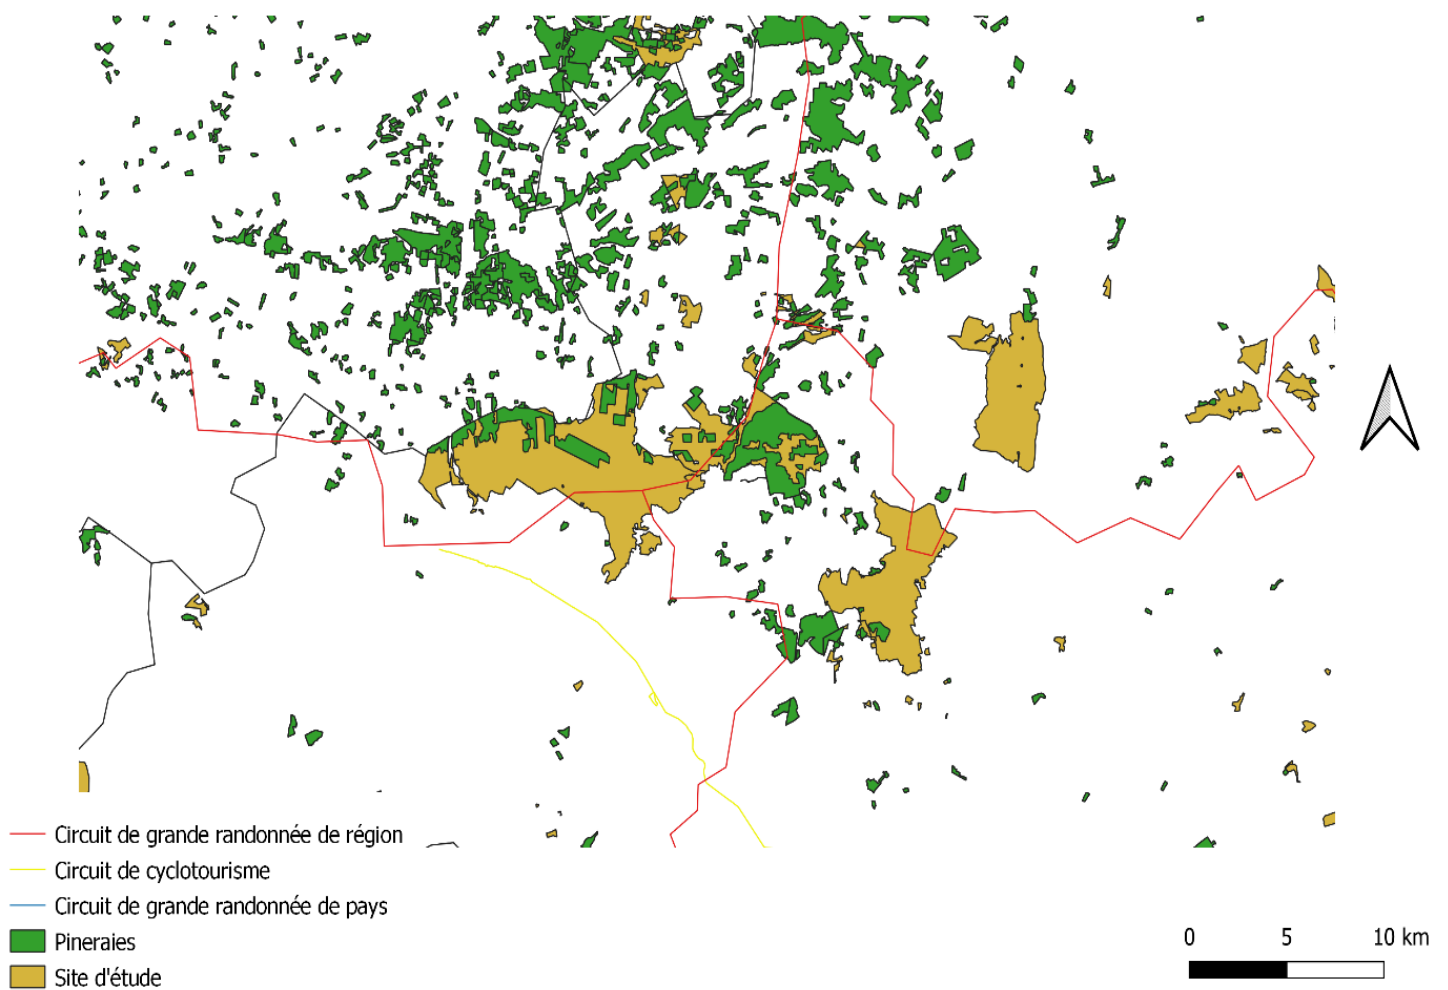 Circuit de grande randonnée de région
Circuit de cyclotourisme
Circuit de grande randonnée de pays
Pineraies
Site d'étude
0 5 10 km